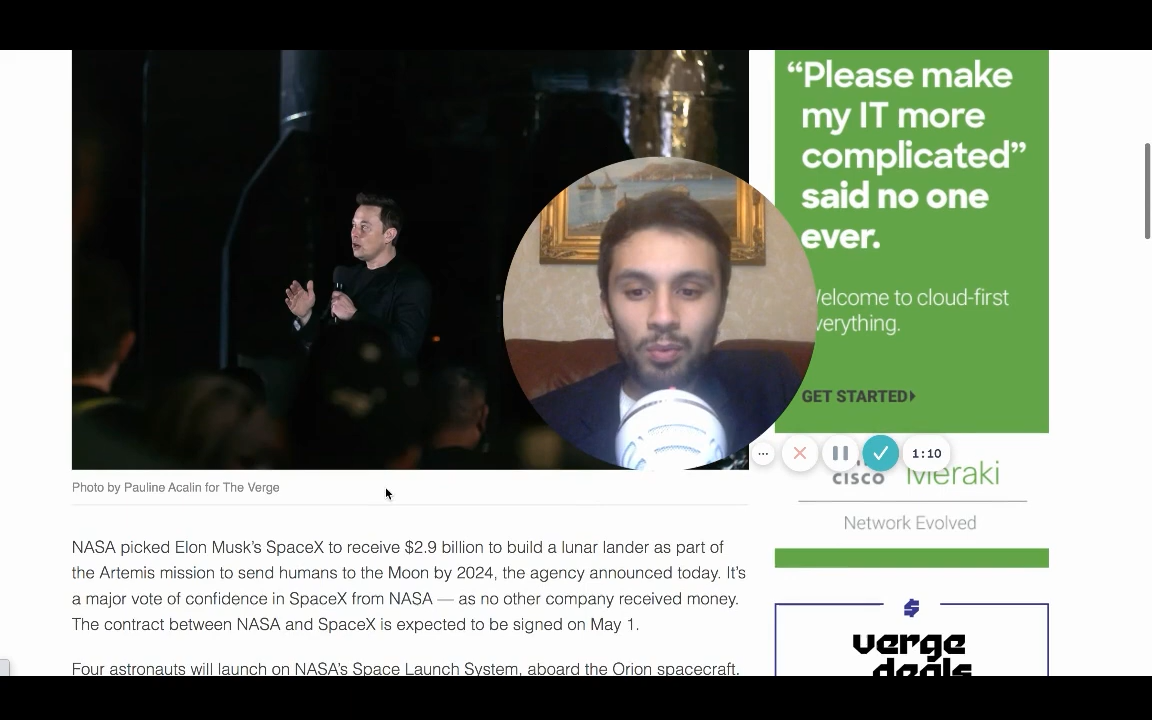 “Please make
my IT more
complicated”
said no one
ever.
elcome to cloud-first
verything.
GET STARTED
1:10
CISCO Meraki
Network Evolved
Photo by Pauline Acalin for The Verge
NASA picked Elon Musk’s SpaceX to receive $2.9 billion to build a lunar lander as part of
the Artemis mission to send humans to the Moon by 2024, the agency announced today. It’s
a major vote of confidence in SpaceX from NASA — as no other company received money.
The contract between NASA and SpaceX is expected to be signed on May 1.
Four astronauts will launch on NASA’s Space Launch System, aboard the Orion spacecraft.
verge
deals